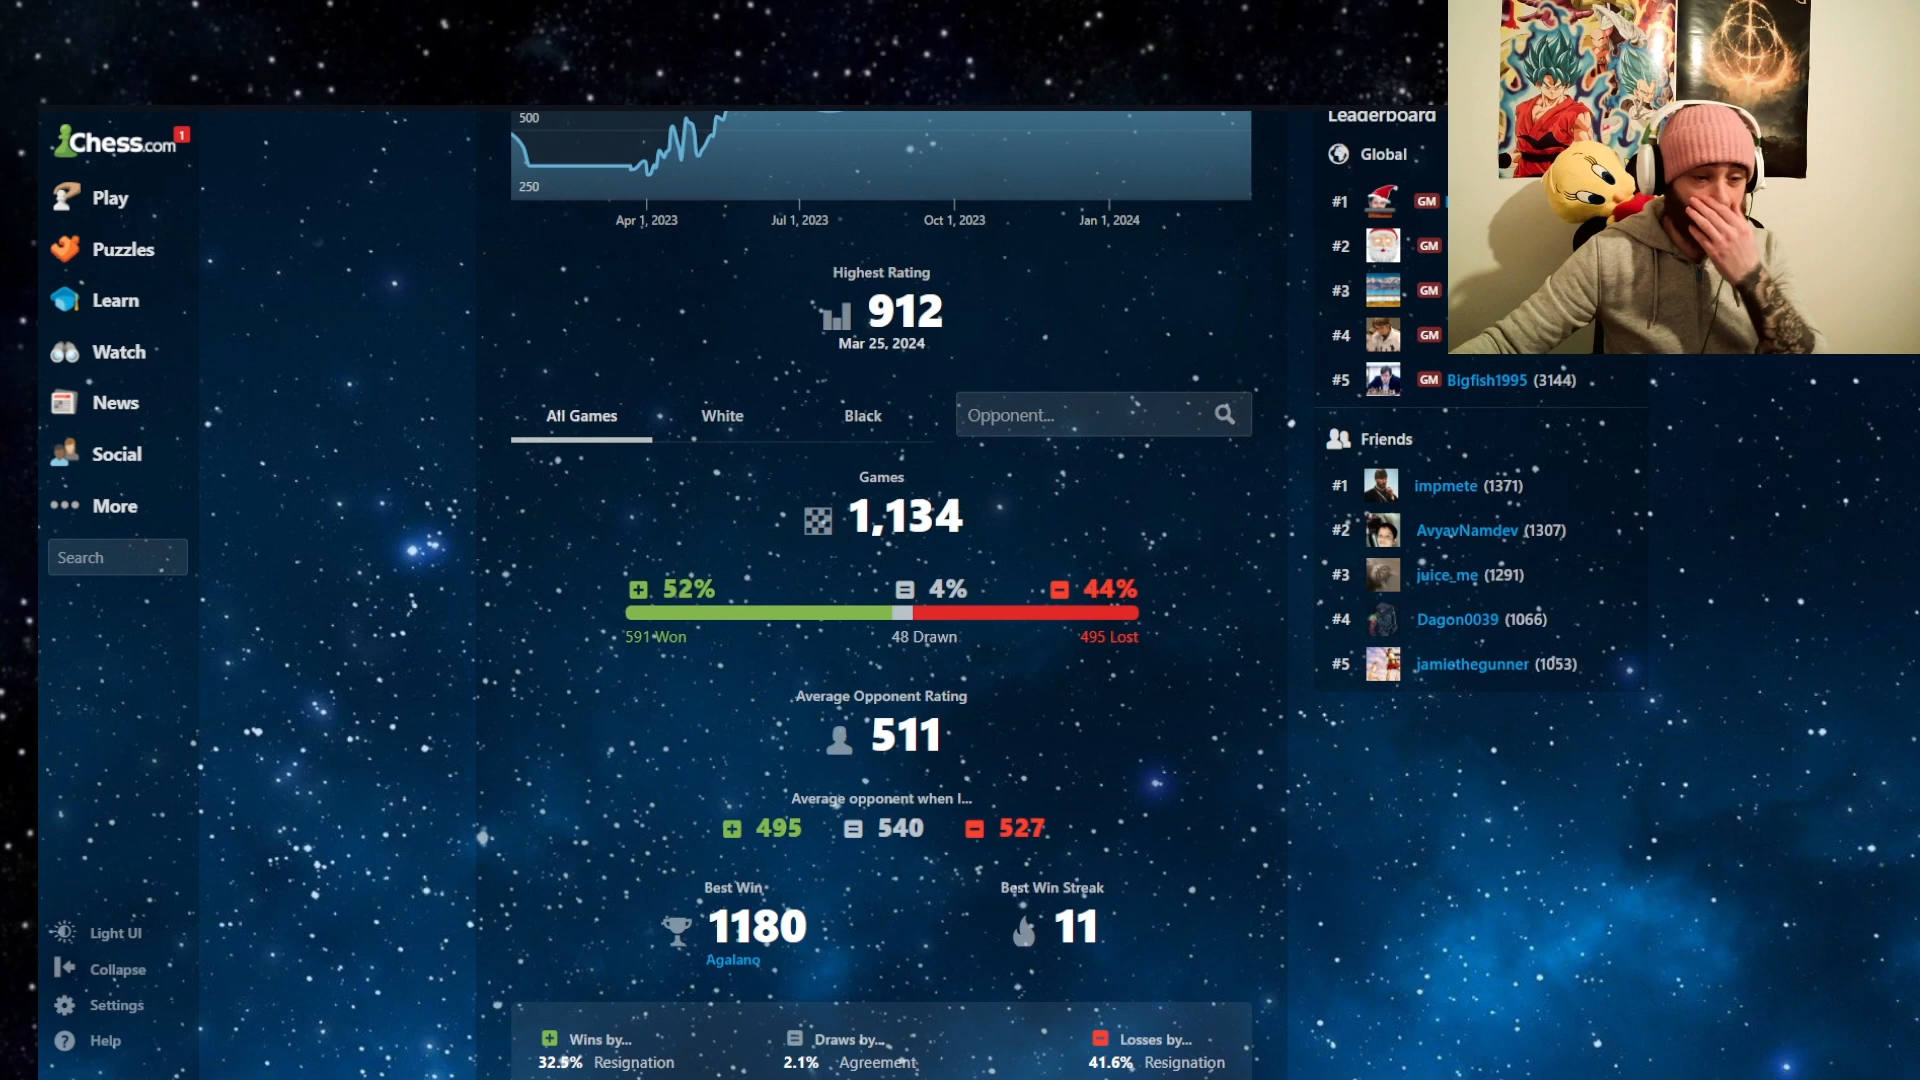 Chess.com 1
Play
Puzzles
Learn
Watch
News
Social
More
Search
Light UI
Collapse
Settings
Help
500
250
Apr 1, 2023
Jul 1, 2023
Oct 1, 2023
Jan 1, 2024
Highest Rating
912
Mar 25, 2024
All Games
White
Black
Opponent...
Games
1,134
52%
4%
44%
591 Won
48 Drawn
495 Lost
Average Opponent Rating
511
Average opponent when I...
495
540
527
Best Win
Best Win Streak
1180
11
Agalano
Wins by...
Draws by...
Losses by...
32.5% Resignation
2.1% Agreement
41.6% Resignation
Leaderboard
Global
#1 GM
#2 GM
#3 GM
#4 GM
#5 GM Bigfish1995 (3144)
Friends
#1 impmete (1371)
#2 AvyavNamdev (1307)
#3 juice_me (1291)
#4 Dagon0039 (1066)
#5 jamiethegunner (1053)